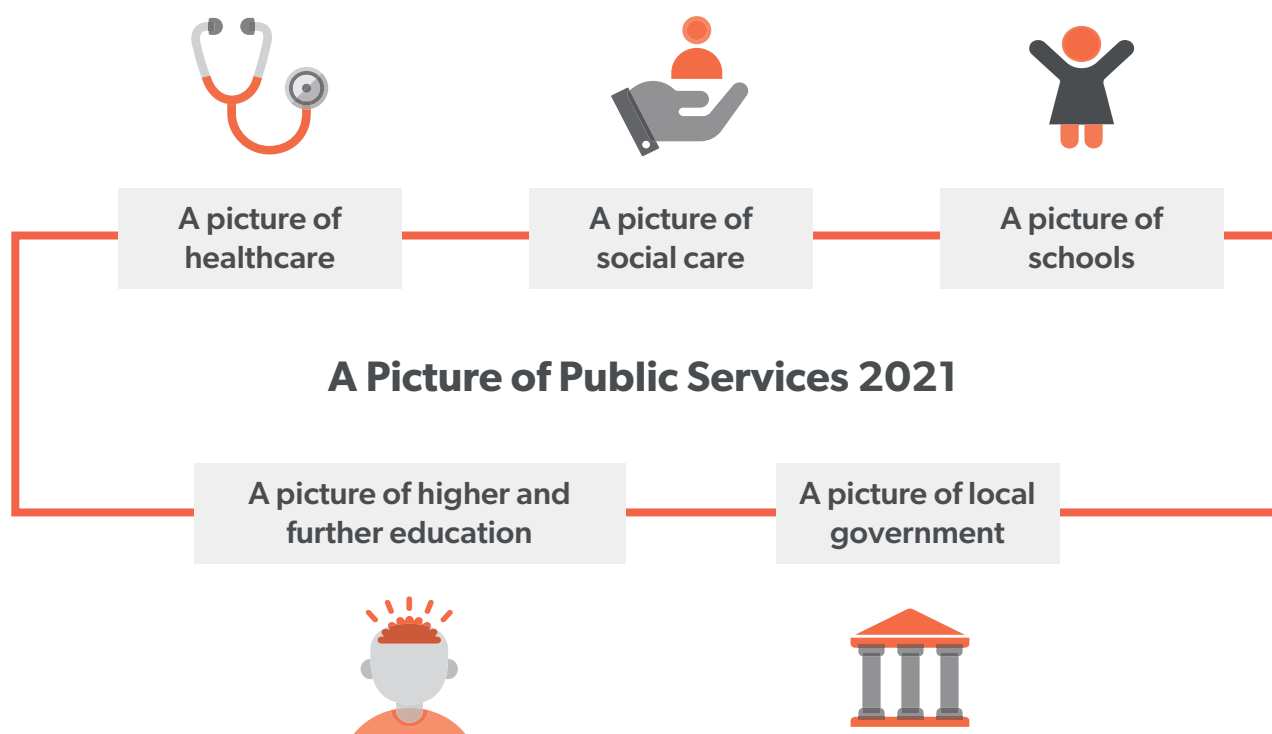 A picture of
healthcare
A picture of
social care
A picture of
schools
A Picture of Public Services 2021
A picture of higher and
further education
A picture of local
government